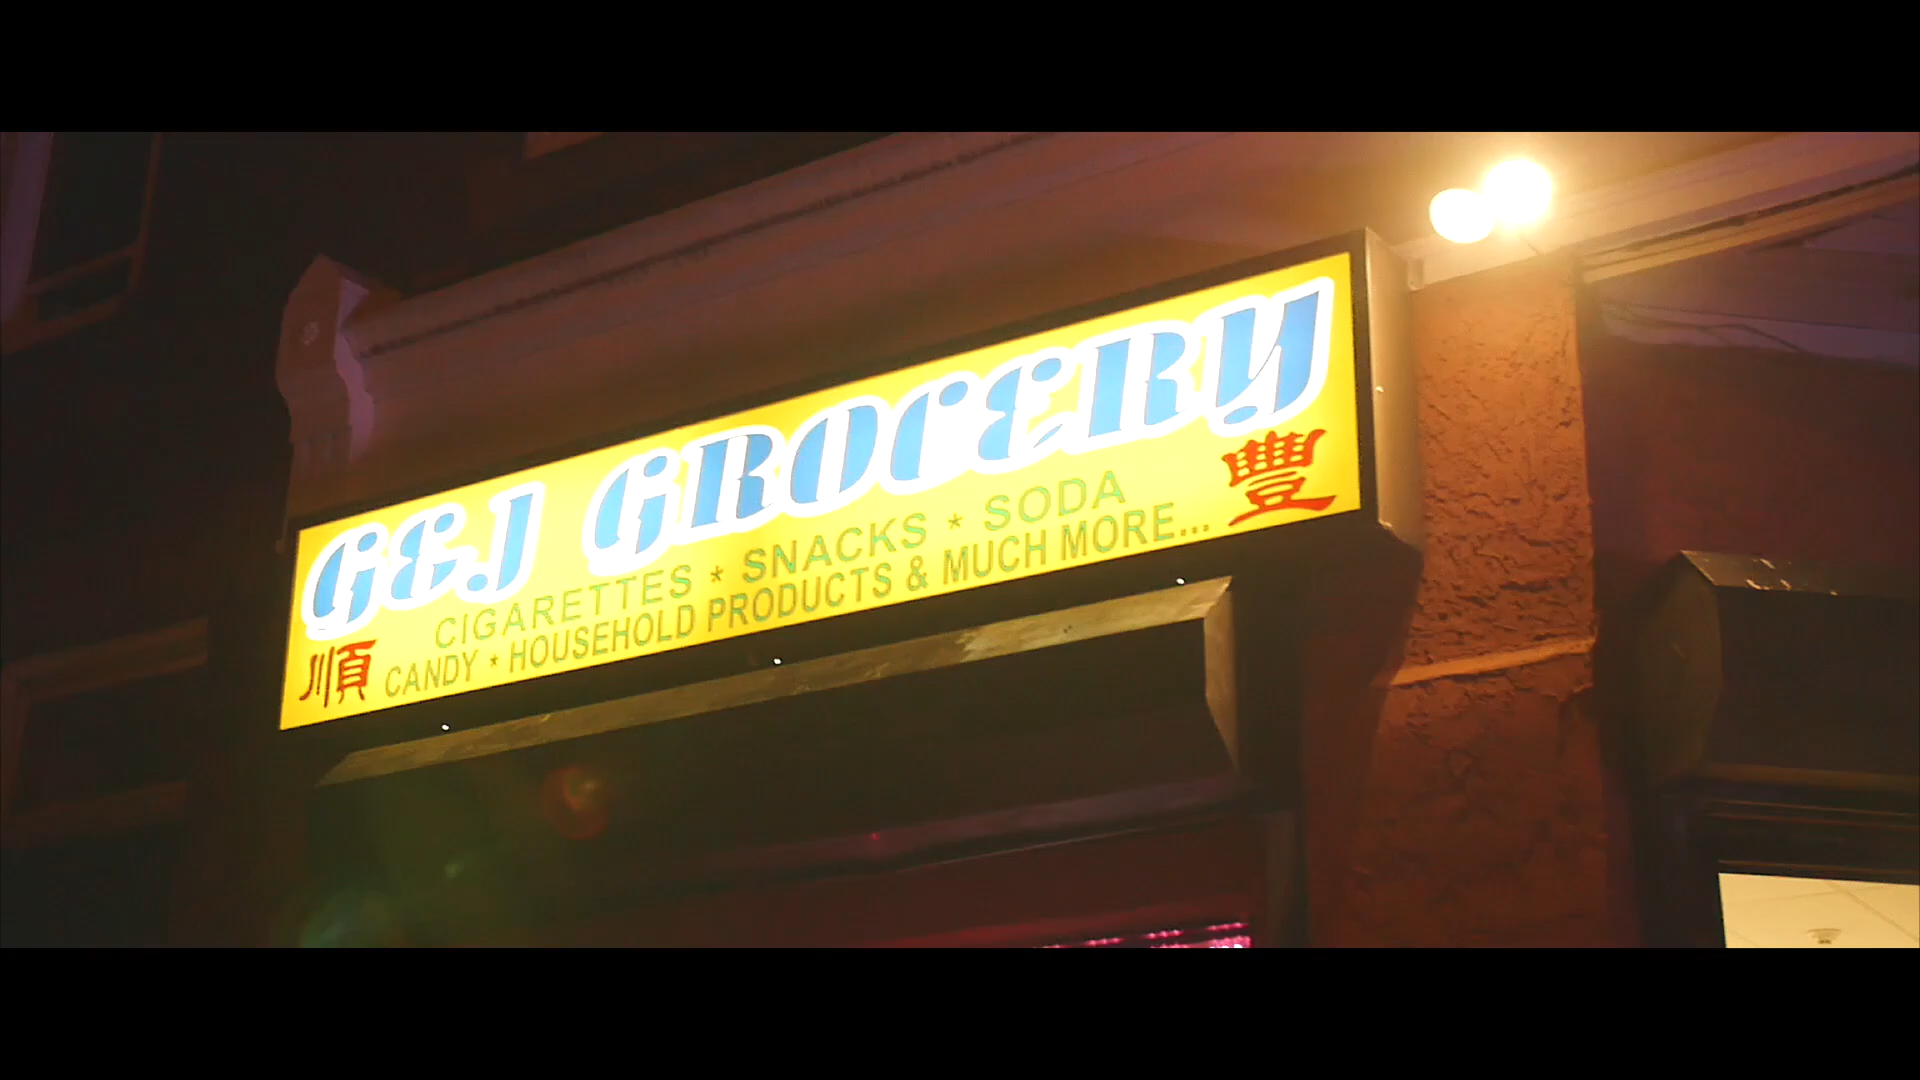 G&J GROCERY
CIGARETTES * SNACKS * SODA
CANDY * HOUSEHOLD PRODUCTS & MUCH MORE...
順
豐